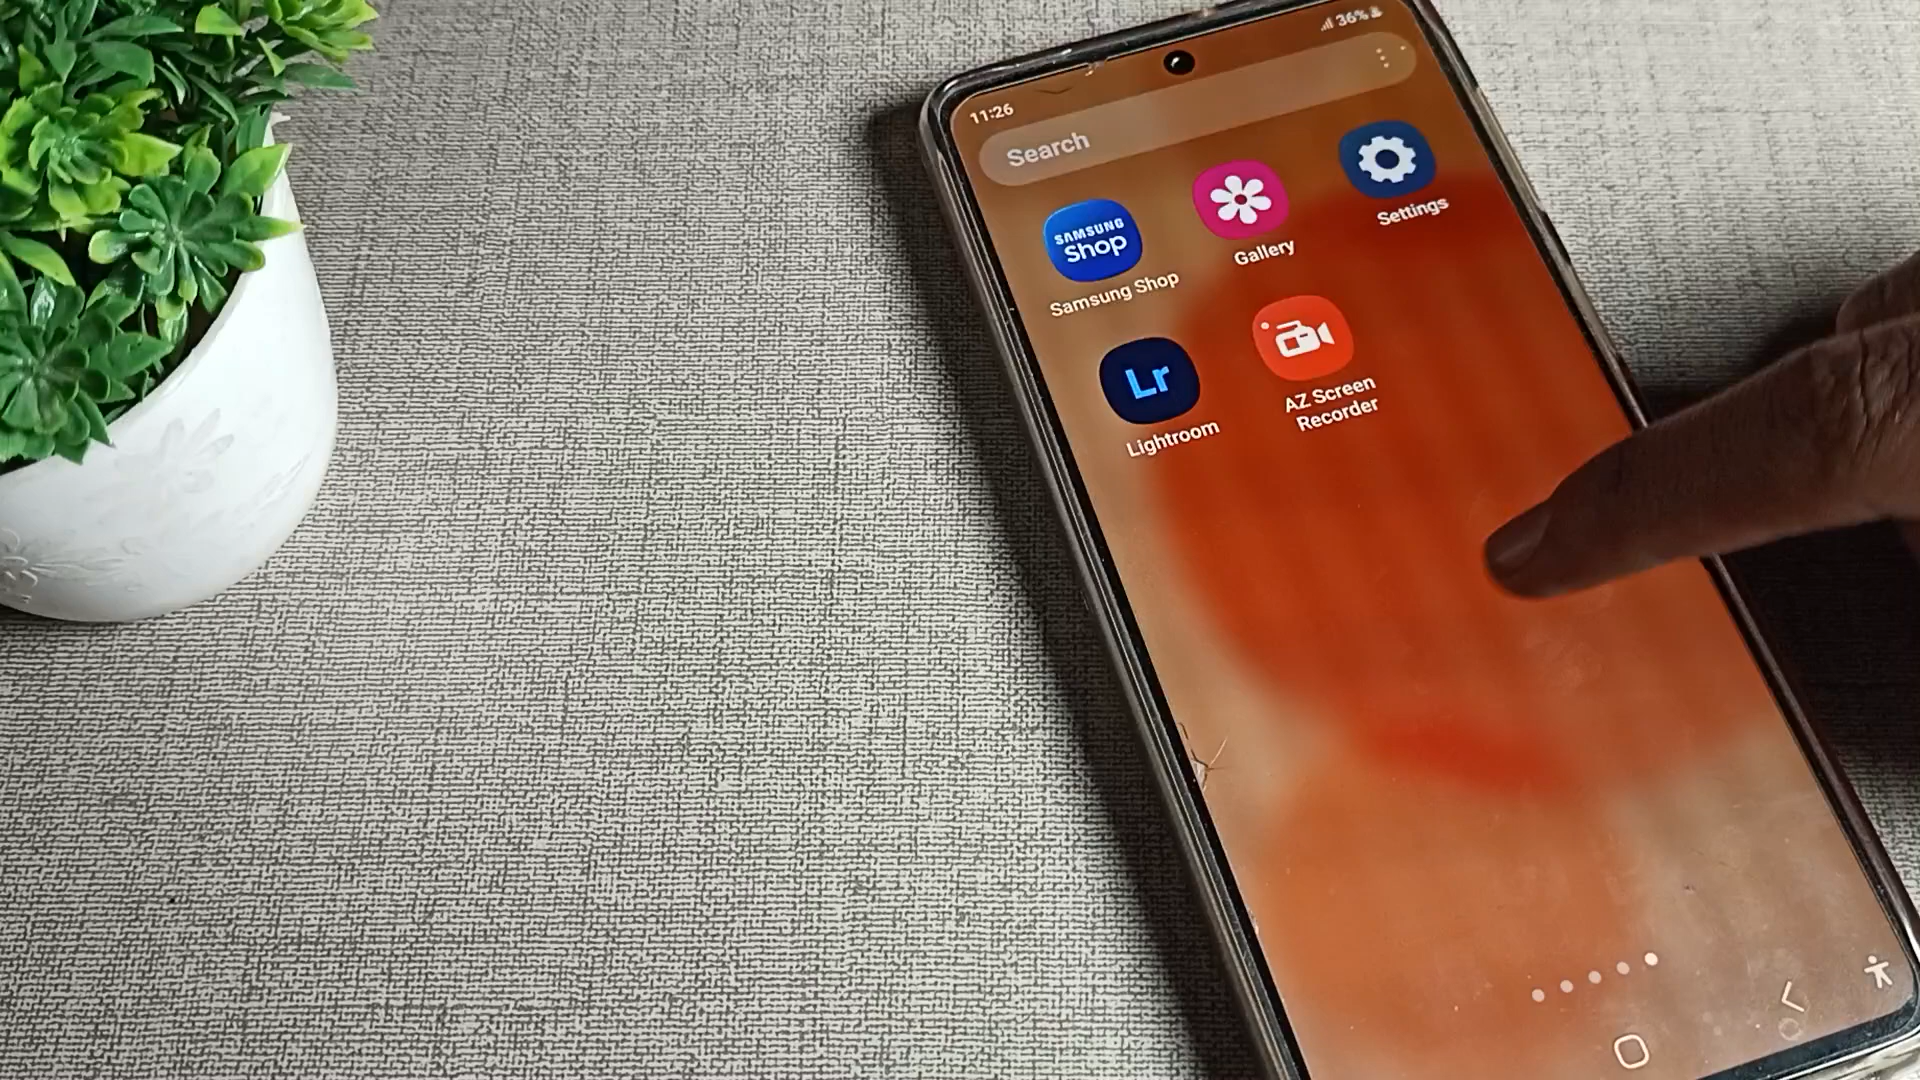 11:26
36%
Search
SAMSUNG
Shop
Samsung Shop
Gallery
Settings
Lr
Lightroom
AZ Screen
Recorder